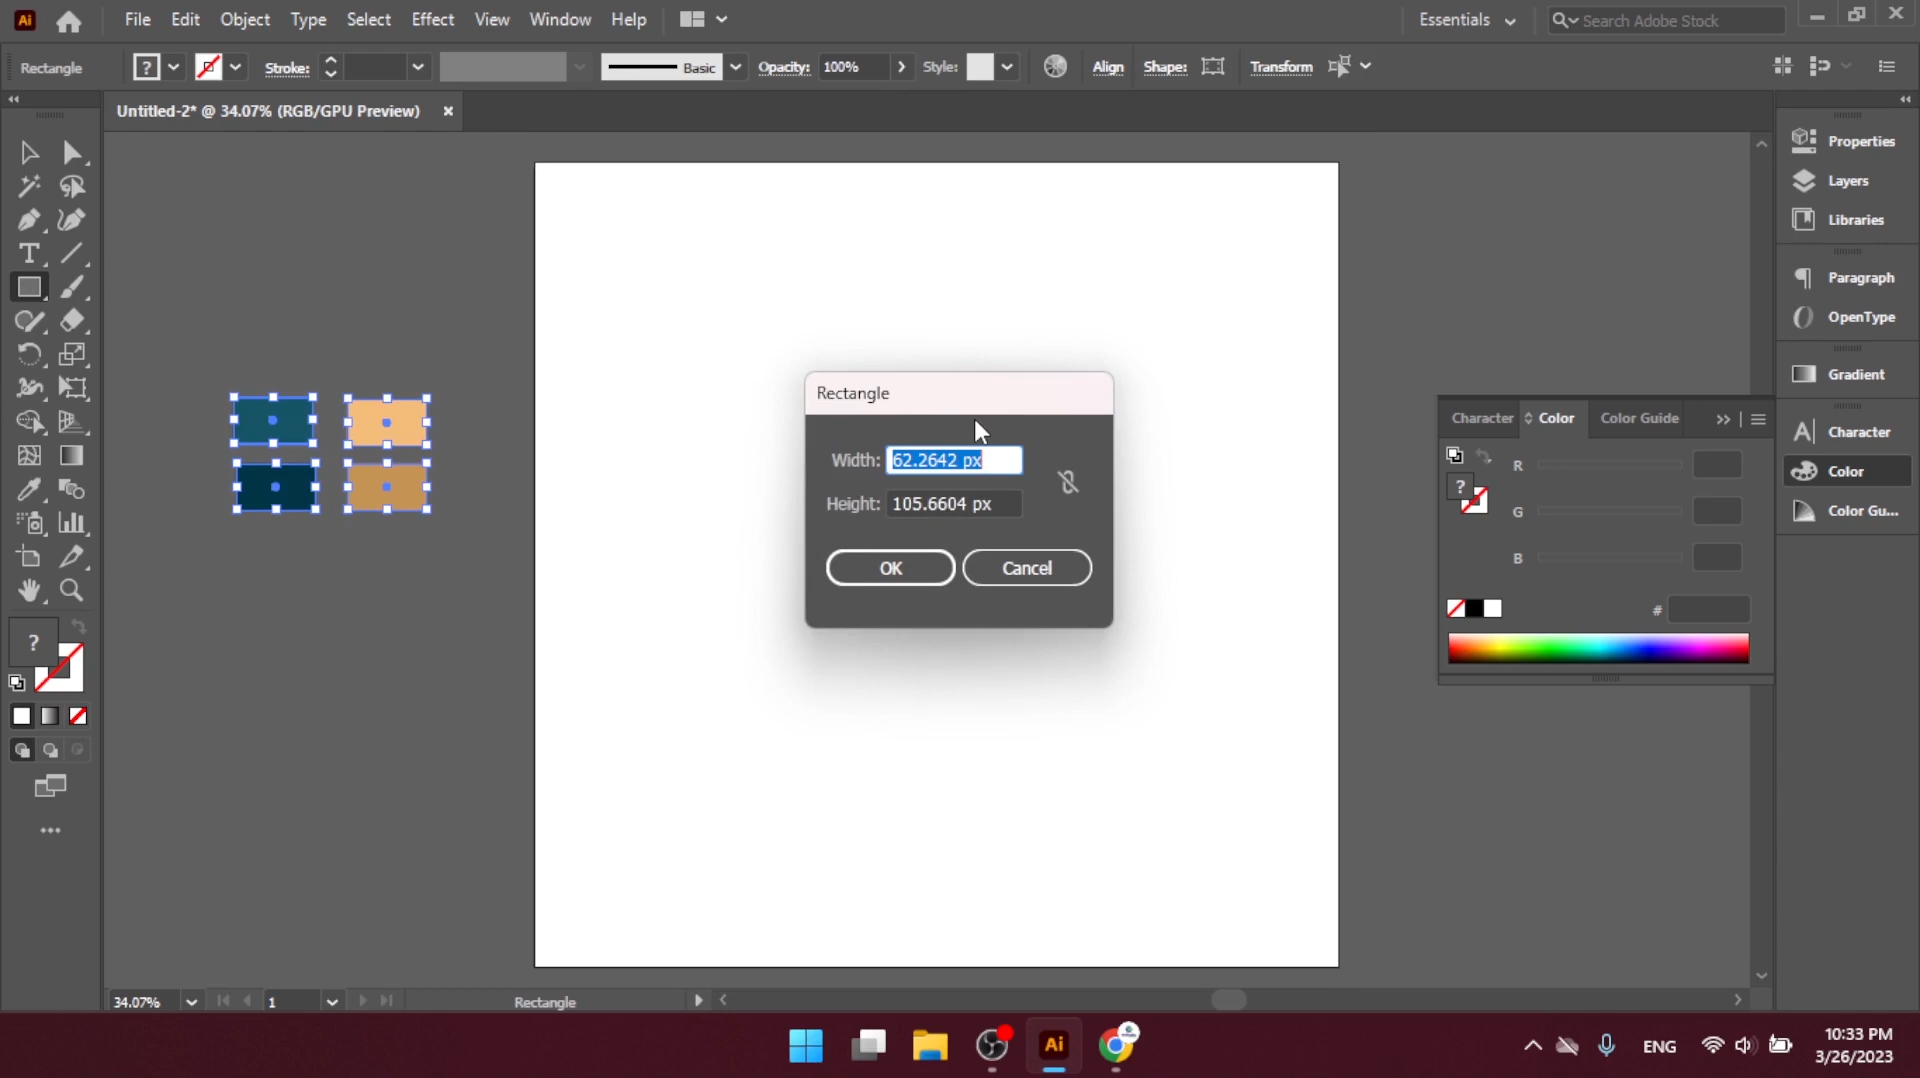 Ai File Edit Object Type Select Effect View Window Help Essentials Search Adobe Stock
Rectangle ? Stroke: Basic Opacity: 100% Style: Align Shape: Transform
Untitled-2* @ 34.07% (RGB/GPU Preview)
Properties
Layers
Libraries
Paragraph
OpenType
Gradient
Character
Color
Color Gu...
Rectangle
Width: 62.2642 px
Height: 105.6604 px
OK Cancel
Character Color Color Guide
?
R
G
B
#
?
34.07% 1 Rectangle
Ai
ENG
10:33 PM
3/26/2023